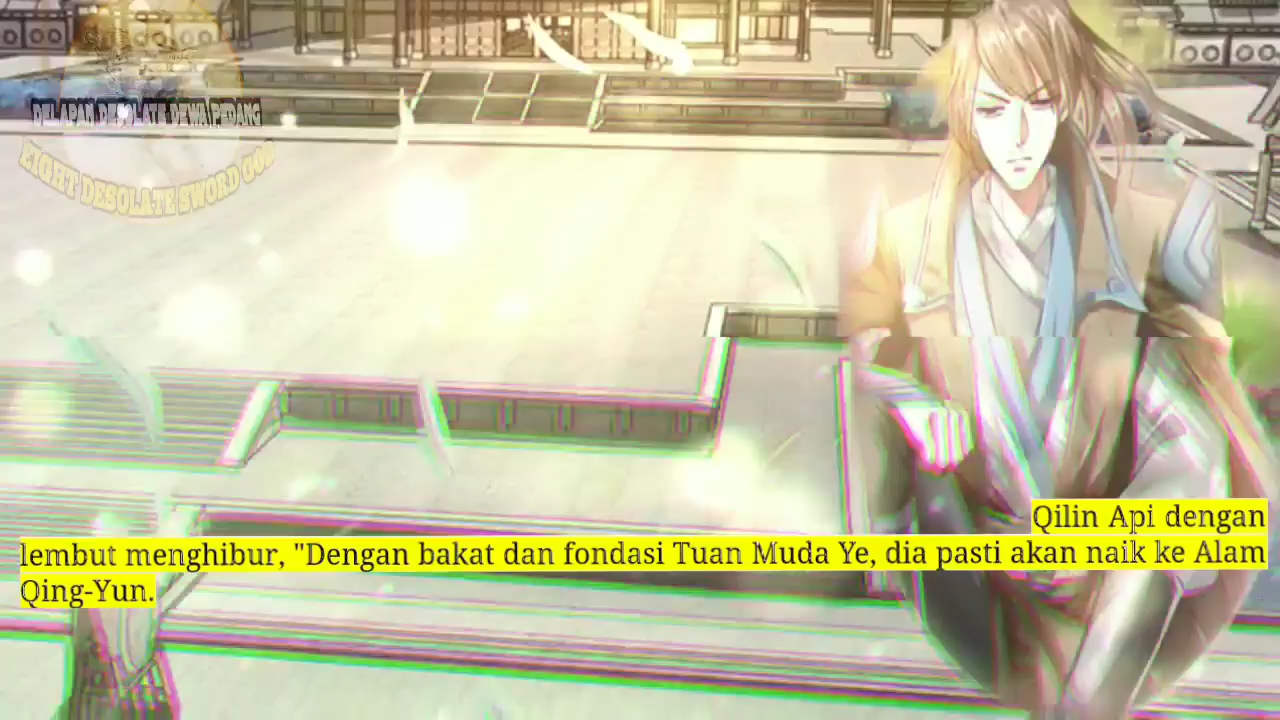 DELAPAN DESOLATE DEWA PEDANG
EIGHT DESOLATE SWORD GOD
Qilin Api dengan
lembut menghibur, "Dengan bakat dan fondasi Tuan Muda Ye, dia pasti akan naik ke Alam
Qing-Yun.